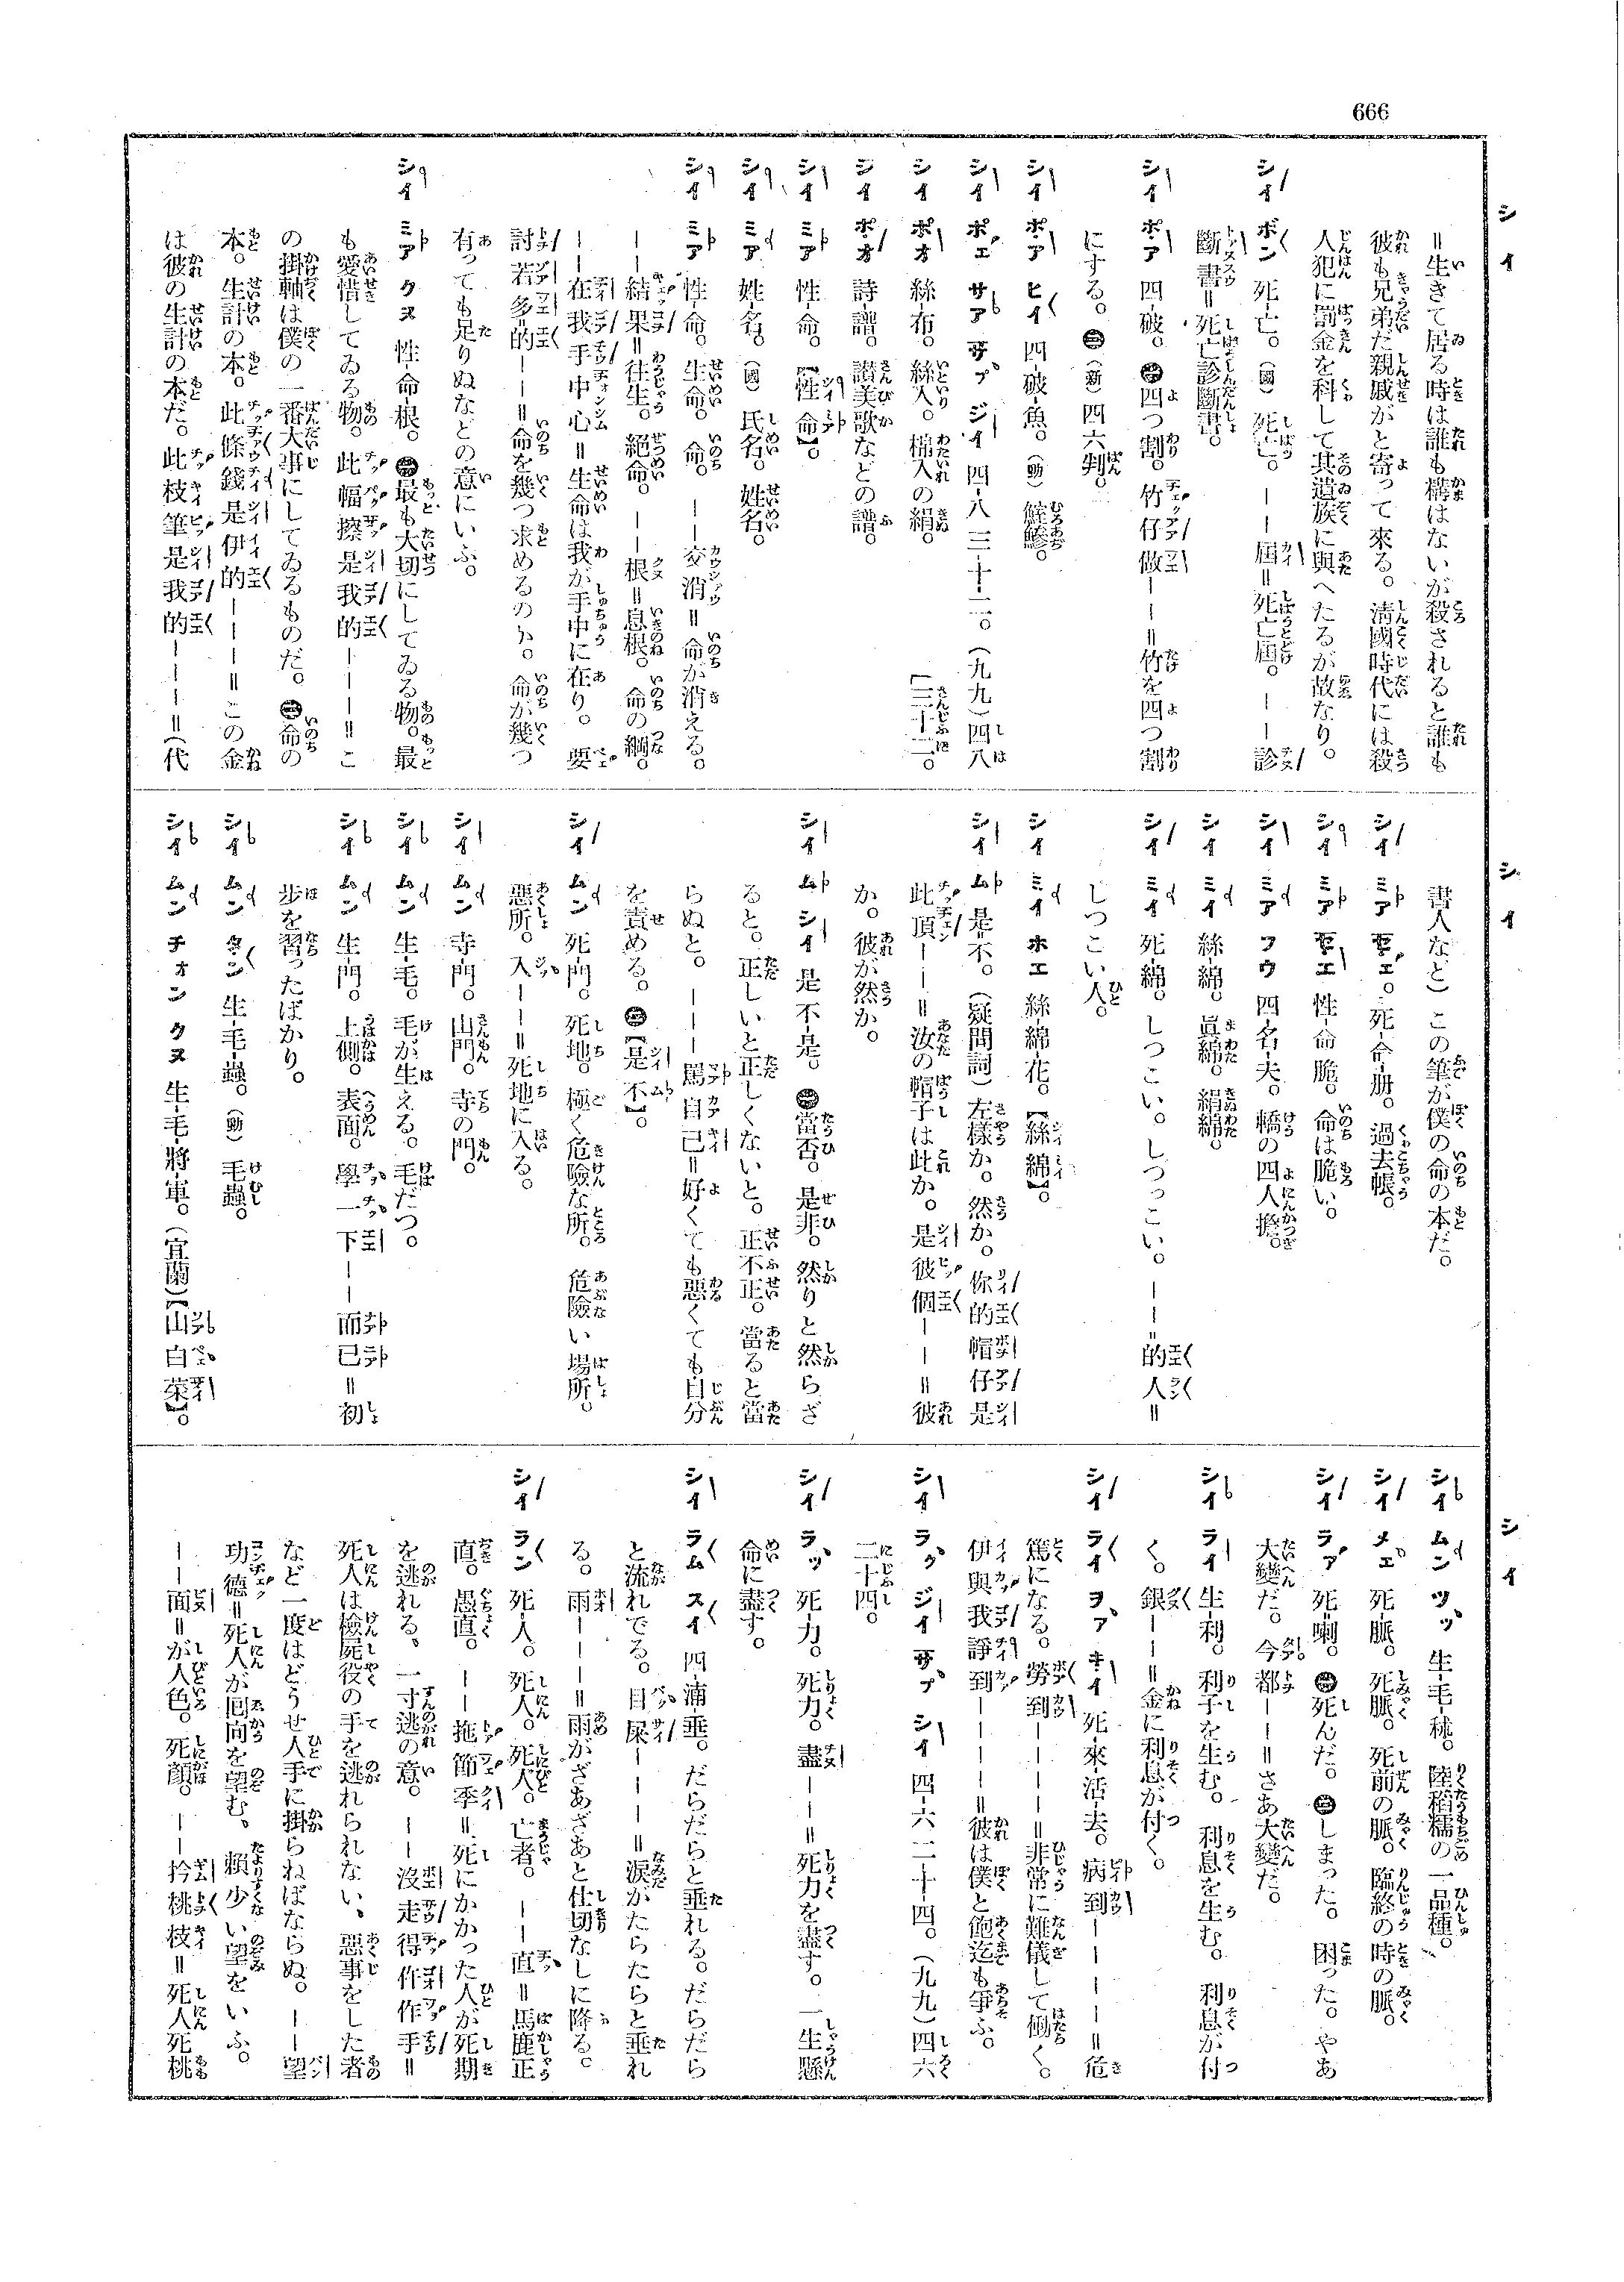 666
シイ
＝生きて居る時は誰も構はないが殺されると誰も
彼も兄弟だ親戚がと寄って來る。淸國時代には殺
人犯に罰金を科して其遺族に與へたるが故なり。
シイ ボン 死-亡。(國)死亡。——屆＝死亡屆。——診
斷書＝死亡診斷書。
シイ ポア 四-破。㊀四つ割。竹仔做——＝竹を四つ割
にする。㊁(新)四六判。
シイ ポア ヒイ 四-破-魚。(動)鰘鯵。
シイ ポエ サア ザプ ジイ 四-八三十二。(九九)四八
[三十二。
シイ ポオ 絲-布。絲入。棉入の絹。
シイ ポオ 詩-譜。讃美歌などの譜。
シイ ミア 性-命。【性命】。
シイ ミア 姓-名。(國)氏名。姓名。
シイ ミア 性-命。生命。命。——交消＝命が消える。
——結果＝往生。絕命。——根＝息根。命の綱。
——在我手中心＝生命は我が手中に在り。要
討若多的——＝命を幾つ求めるのか。命が幾つ
有っても足りぬなどの意にいふ。
シイ ミア クヌ 性-命-根。㊀最も大切にしてゐる物。最
も愛惜してゐる物。此幅擦是我的———＝こ
の掛軸は僕の一番大事にしてゐるものだ。㊁命の
本。生計の本。此條錢是伊的———＝この金
は彼の生計の本だ。此枝筆是我的———＝(代
シイ
書人など)この筆が僕の命の本だ。
シイ ミア 死-命-册。過去帳。
シイ ミア 性-命脆。命は脆い。
シイ ミア フウ 四-名-夫。轎の四人擔。
シイ ミイ 絲-綿。眞綿。絹綿。
シイ ミイ 死-綿。しつこい。しつっこい。——的人＝
しつこい人。
シイ ミイ ホエ 絲-綿-花。【絲綿】。
シイ ム 是-不。(疑問詞)左樣か。然か。你的帽仔是
此頂——＝汝の帽子は此か。是彼個——＝彼
か。彼が然か。
シイ ム シイ 是不-是。㊀當否。是非。然りと然らざ
ると。正しいと正しくないと。正不正。當ると當
らぬと。———罵自己＝好くても惡くても自分
を責める。㊁【是不】。
シイ ムン 死-門。死地。極く危險な所。危險い場所。
惡所。入——＝死地に入る。
シイ ムン 寺-門。山門。寺の門。
シイ ムン 生-毛。毛が生える。毛だつ。
シイ ムン 生-門。上側。表面。學一下——而已＝初
步を習ったばかり。
シイ ムン タン 生-毛-蟲。(動)毛蟲。
シイ ムン チオン クヌ 生-毛-將-軍。(宜蘭)【山白菜】。
シイ
シイ ムン ツッ 生-毛-秫。陸稻糯の一品種。
シイ メェ 死-脈。死脈。死前の脈。臨終の時の脈。
シイ ラァ 死-喇。㊀死んだ。㊁しまった。困った。やあ
大變だ。今都——＝さあ大變だ。
シイ ライ 生-利。利子を生む。利息を生む。利息が付
く。銀——＝金に利息が付く。
シイ ライ ヲァ キイ 死-來-活-去。病到————＝危
篤になる。勞到————＝非常に難儀して働く。
伊與我諍到————＝彼は僕と飽迄も爭ふ。
シイ ラク ジイ ザプ シイ 四-六二十四。(九九)四六
二十四。
シイ ラッ 死-力。死力。盡——＝死力を盡す。一生懸
命に盡す。
シイ ラム スイ 四-湳-垂。だらだらと垂れる。だらだら
と流れでる。目屎———＝淚がたらたらと垂れ
る。雨———＝雨がざあざあと仕切なしに降る。
シイ ラン 死-人。死人。死人。亡者。——直＝馬鹿正
直。愚直。——拖節季＝死にかかった人が死期
を逃れる、一寸逃の意。——沒走得作作手＝
死人は檢屍役の手を逃れられない、惡事をした者
など一度はどうせ人手に掛らねばならぬ。——望
功德＝死人が囘向を望む。賴少い望をいふ。
——面＝が人色。死顏。——扲桃枝＝死人死桃